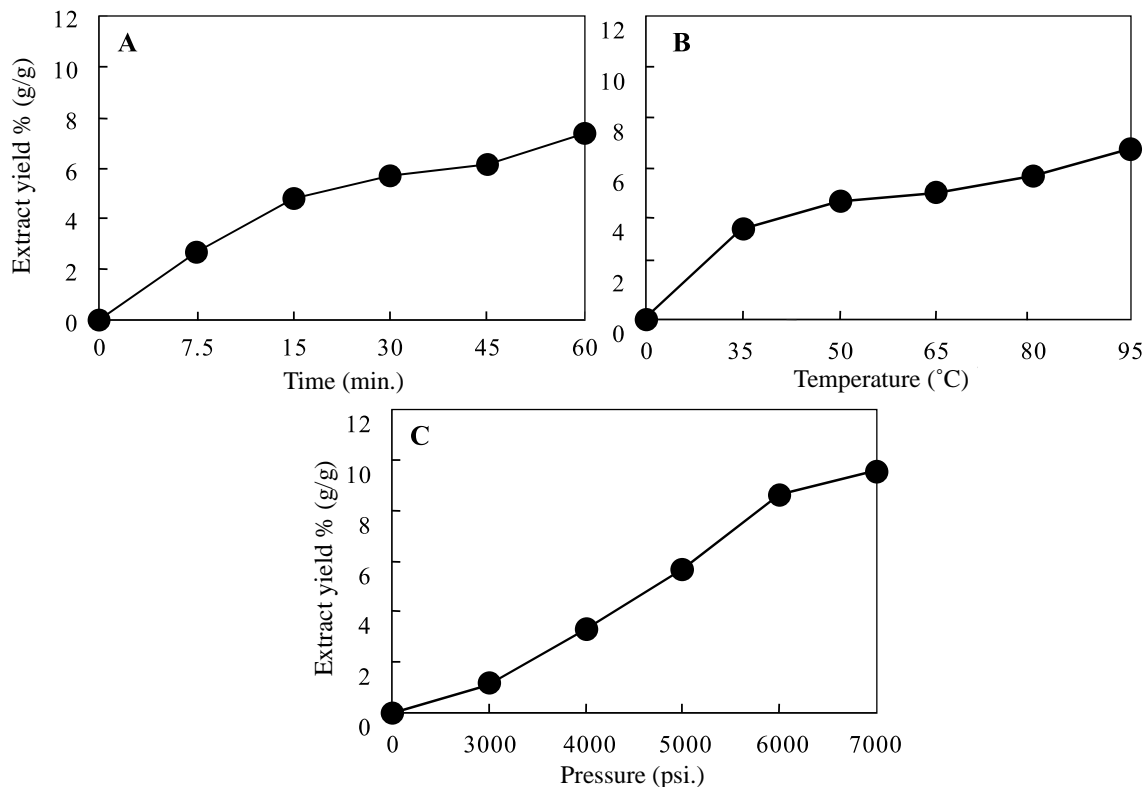 A
Extract yield % (g/g)
12
10
8
6
4
2
0
0 7.5 15 30 45 60
Time (min.)
B
12
10
8
6
4
2
0
0 35 50 65 80 95
Temperature (˚C)
C
Extract yield % (g/g)
12
10
8
6
4
2
0
0 3000 4000 5000 6000 7000
Pressure (psi.)